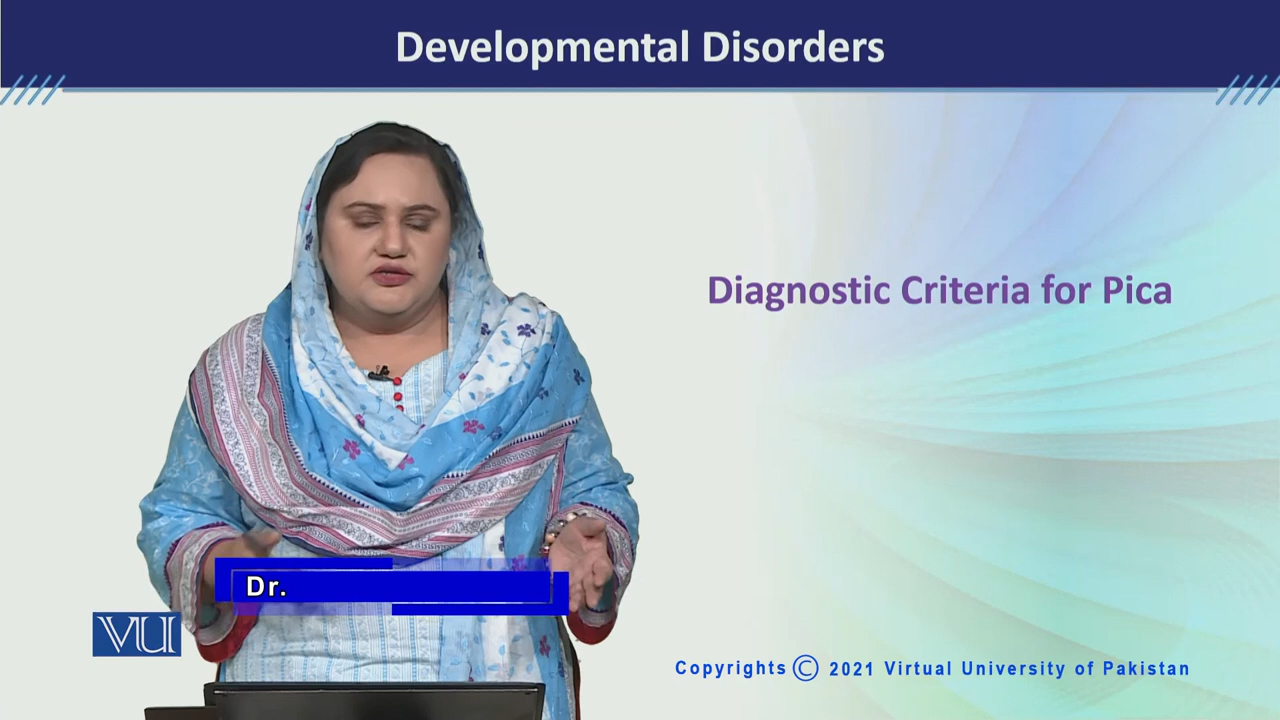 Developmental Disorders
Diagnostic Criteria for Pica
Dr.
VU
Copyrights © 2021 Virtual University of Pakistan